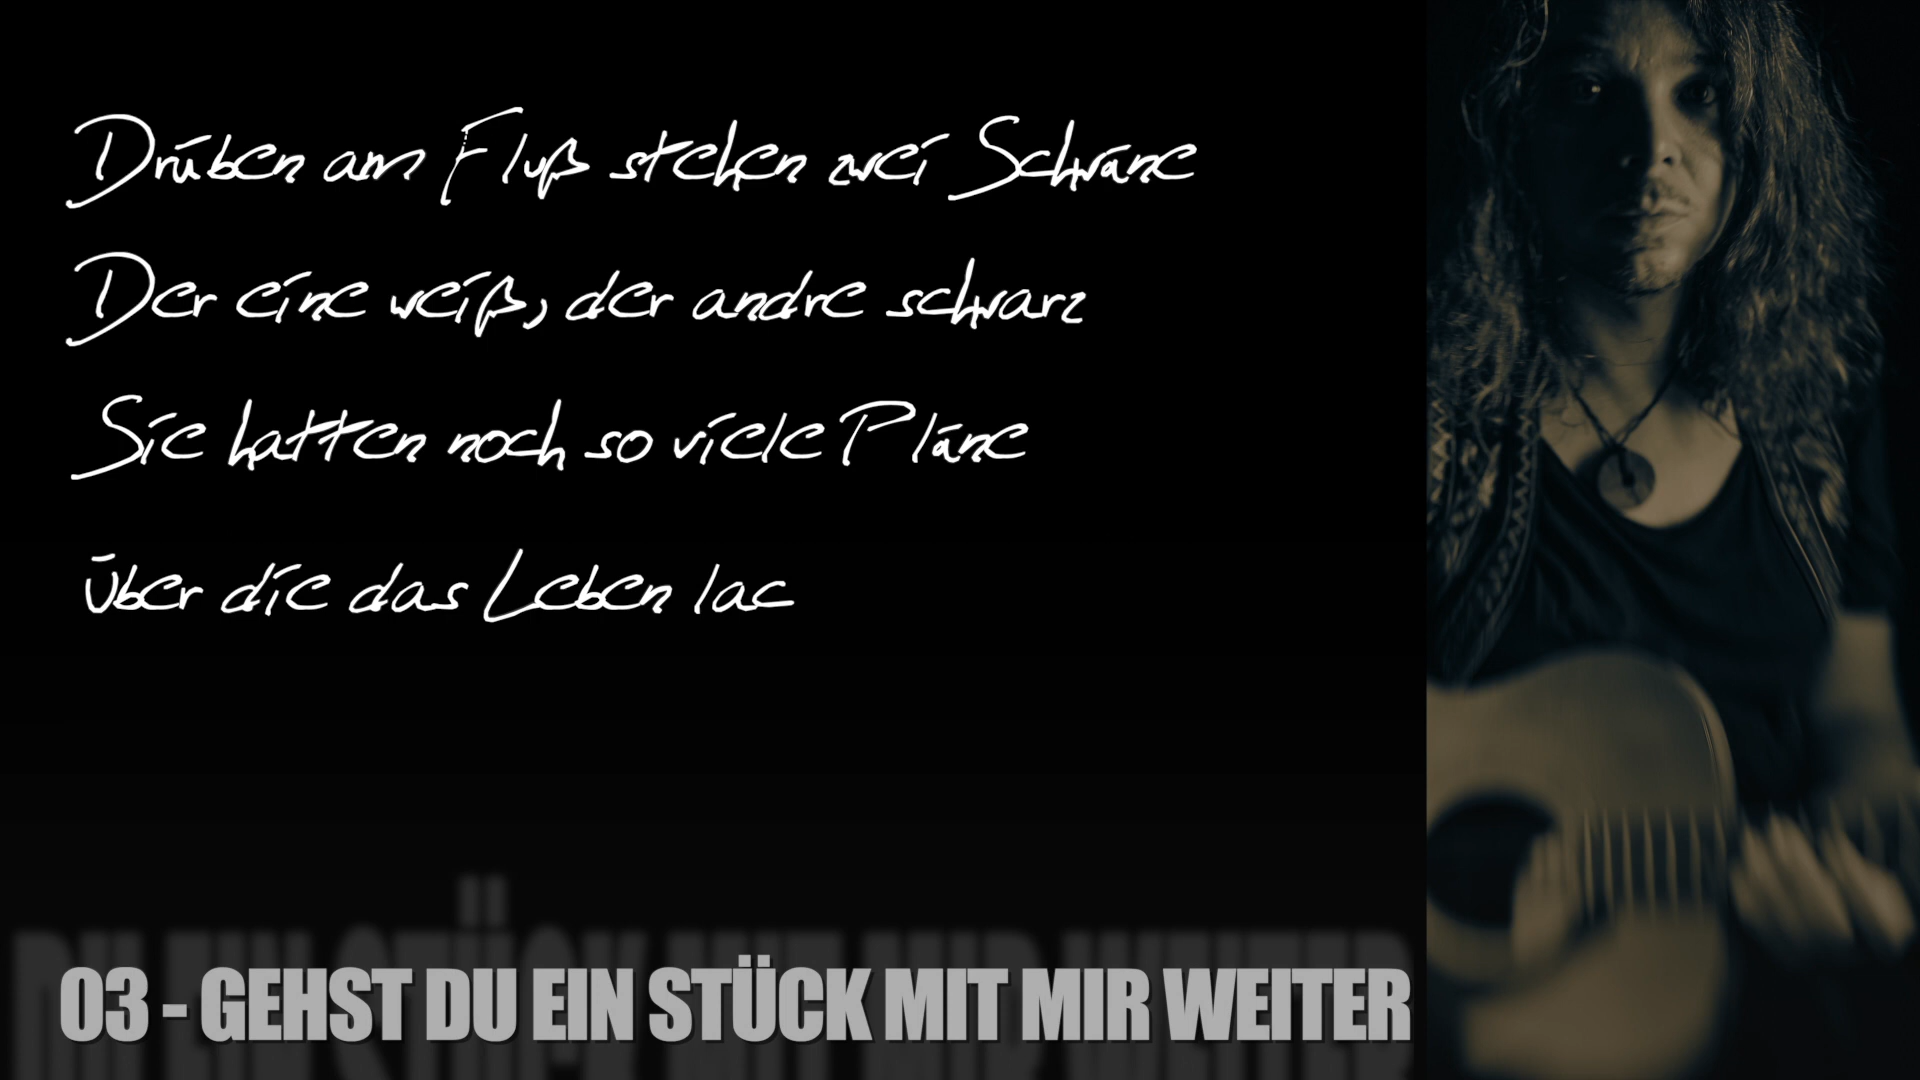 Drüben am Fluß stehen zwei Schwäne
Der eine weiß, der andre schwarz
Sie hatten noch so viele Pläne
über die das Leben lac
03 - GEHST DU EIN STÜCK MIT MIR WEITER